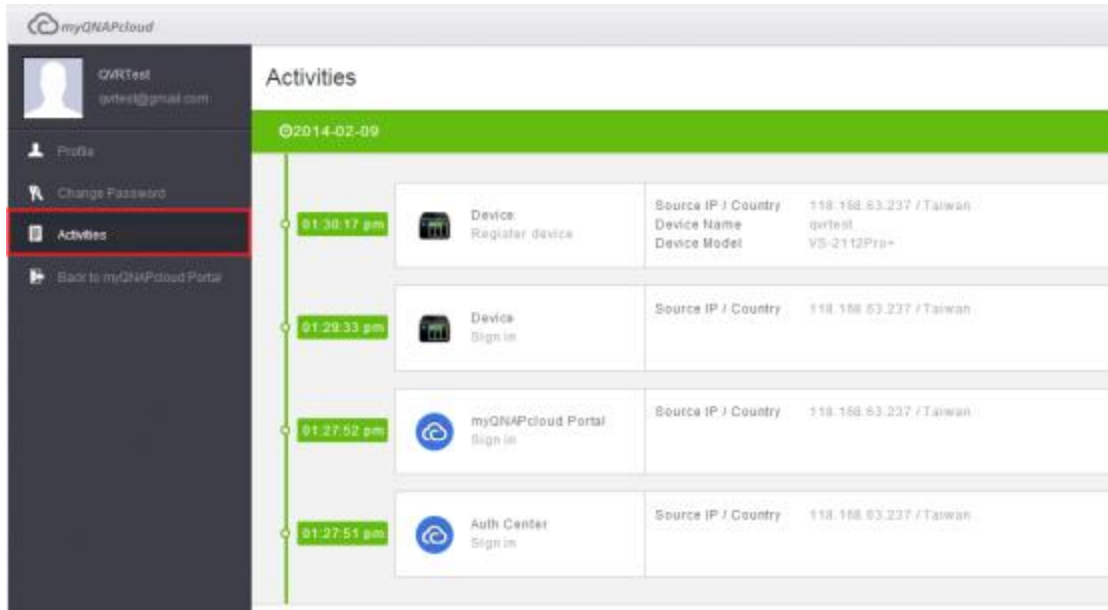 myQNAPcloud
QVRTest
qvrtest@gmail.com
Profile
Change Password
Activities
Back to myQNAPcloud Portal
Activities
2014-02-09
01:30:17 pm
Device
Register device
Source IP / Country 118.168.63.237 / Taiwan
Device Name qvrtest
Device Model VS-2112Pro+
01:29:33 pm
Device
Sign in
Source IP / Country 118.168.63.237 / Taiwan
01:27:52 pm
myQNAPcloud Portal
Sign in
Source IP / Country 118.168.63.237 / Taiwan
01:27:51 pm
Auth Center
Sign in
Source IP / Country 118.168.63.237 / Taiwan